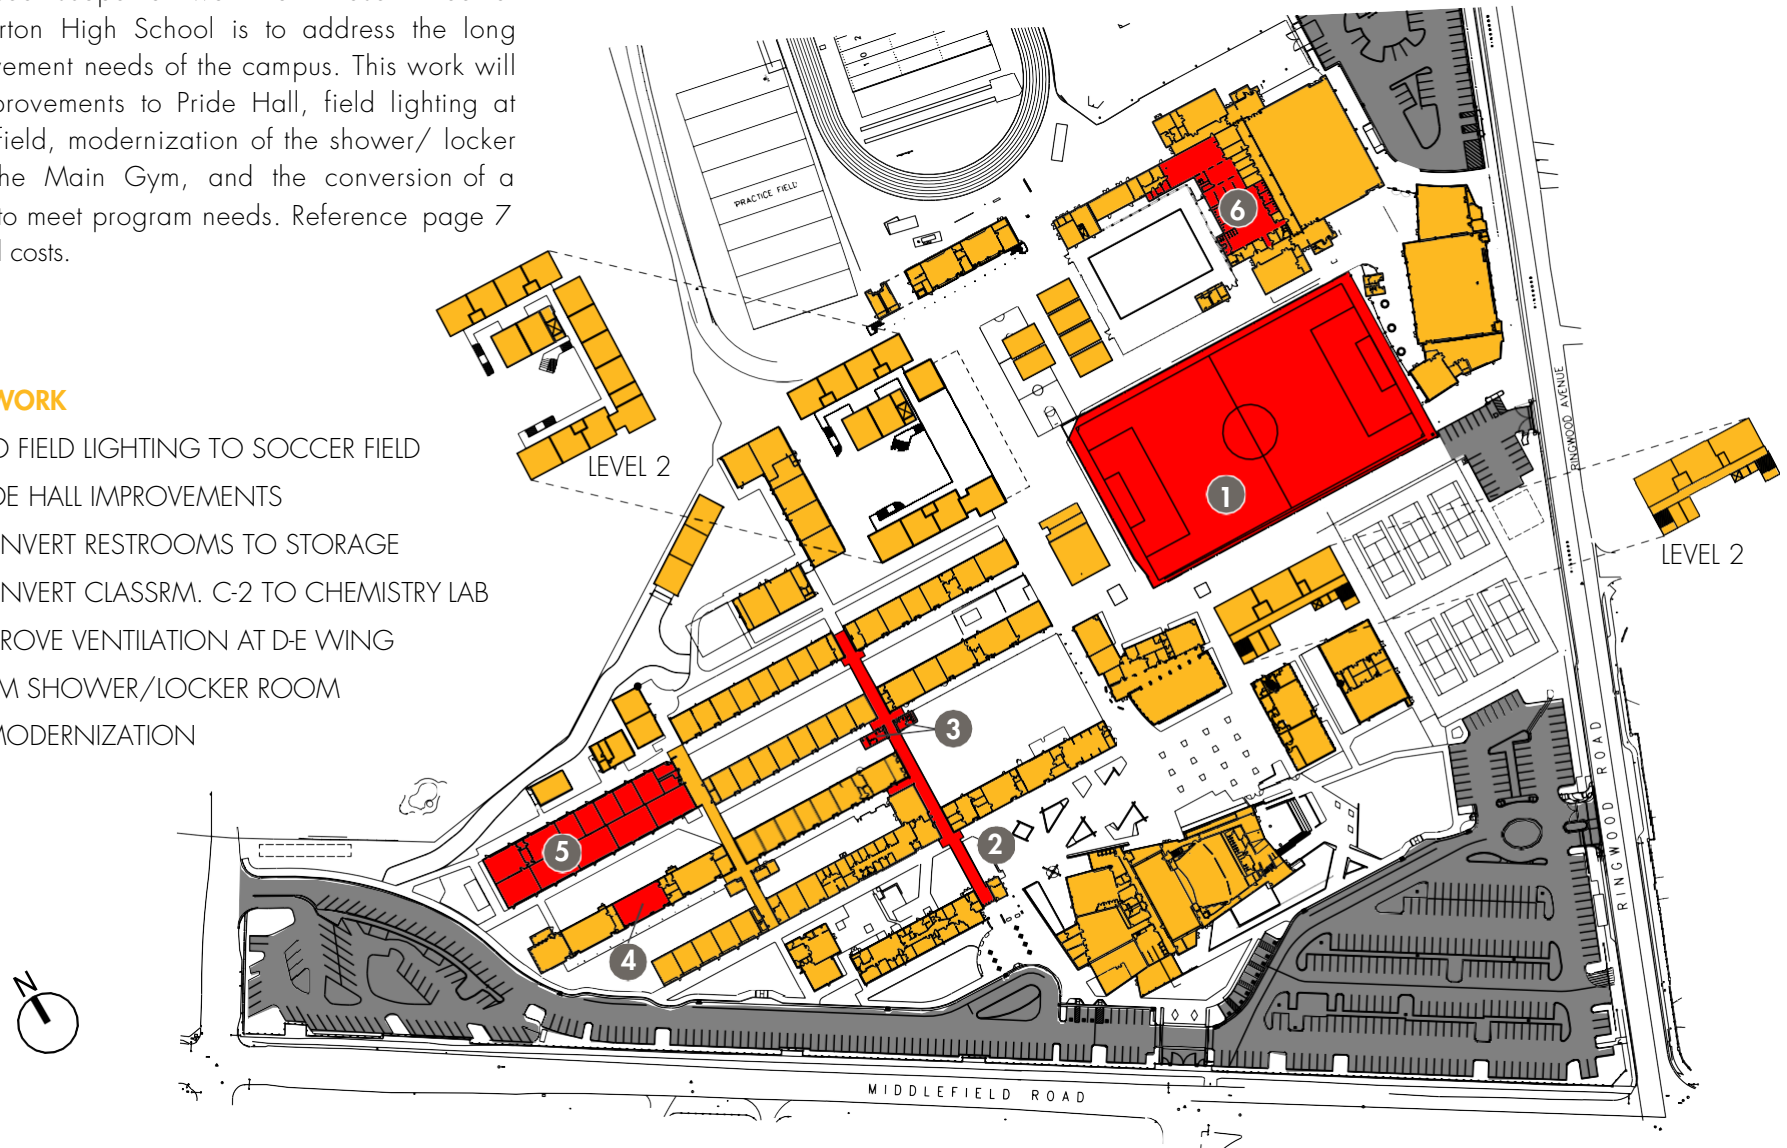 rton High School is to address the long
vement needs of the campus. This work will
provements to Pride Hall, field lighting at
Field, modernization of the shower/ locker
he Main Gym, and the conversion of a
to meet program needs. Reference page 7
l costs.
WORK
D FIELD LIGHTING TO SOCCER FIELD
DE HALL IMPROVEMENTS
NVERT RESTROOMS TO STORAGE
NVERT CLASSRM. C-2 TO CHEMISTRY LAB
ROVE VENTILATION AT D-E WING
M SHOWER/LOCKER ROOM
MODERNIZATION
PRACTICE FIELD
LEVEL 2
LEVEL 2
RINGWOOD AVENUE
RINGWOOD ROAD
MIDDLEFIELD ROAD
N
1
2
3
4
5
6